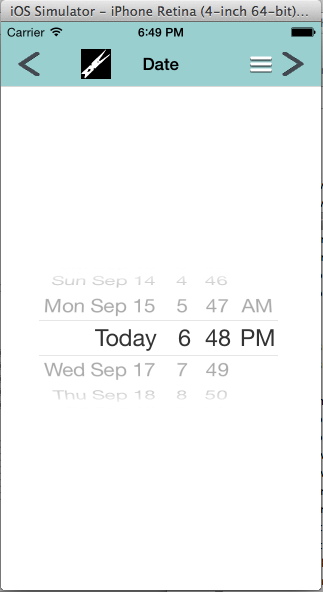 iOS Simulator – iPhone Retina (4-inch 64-bit)...
Carrier 6:49 PM
Date
Sun Sep 14 4 46
Mon Sep 15 5 47 AM
Today 6 48 PM
Wed Sep 17 7 49
Thu Sep 18 8 50